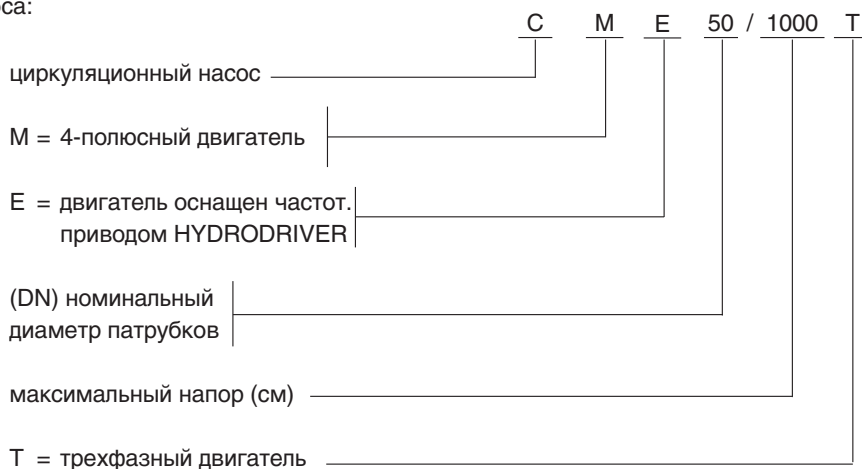 оса:
C M E 50 / 1000 T
циркуляционный насос
М = 4-полюсный двигатель
Е = двигатель оснащен частот.
приводом HYDRODRIVER
(DN) номинальный
диаметр патрубков
максимальный напор (см)
Т = трехфазный двигатель